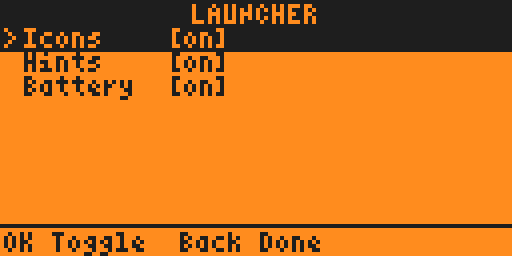 LAUNCHER
>Icons [on]
Hints [on]
Battery [on]
OK Toggle Back Done